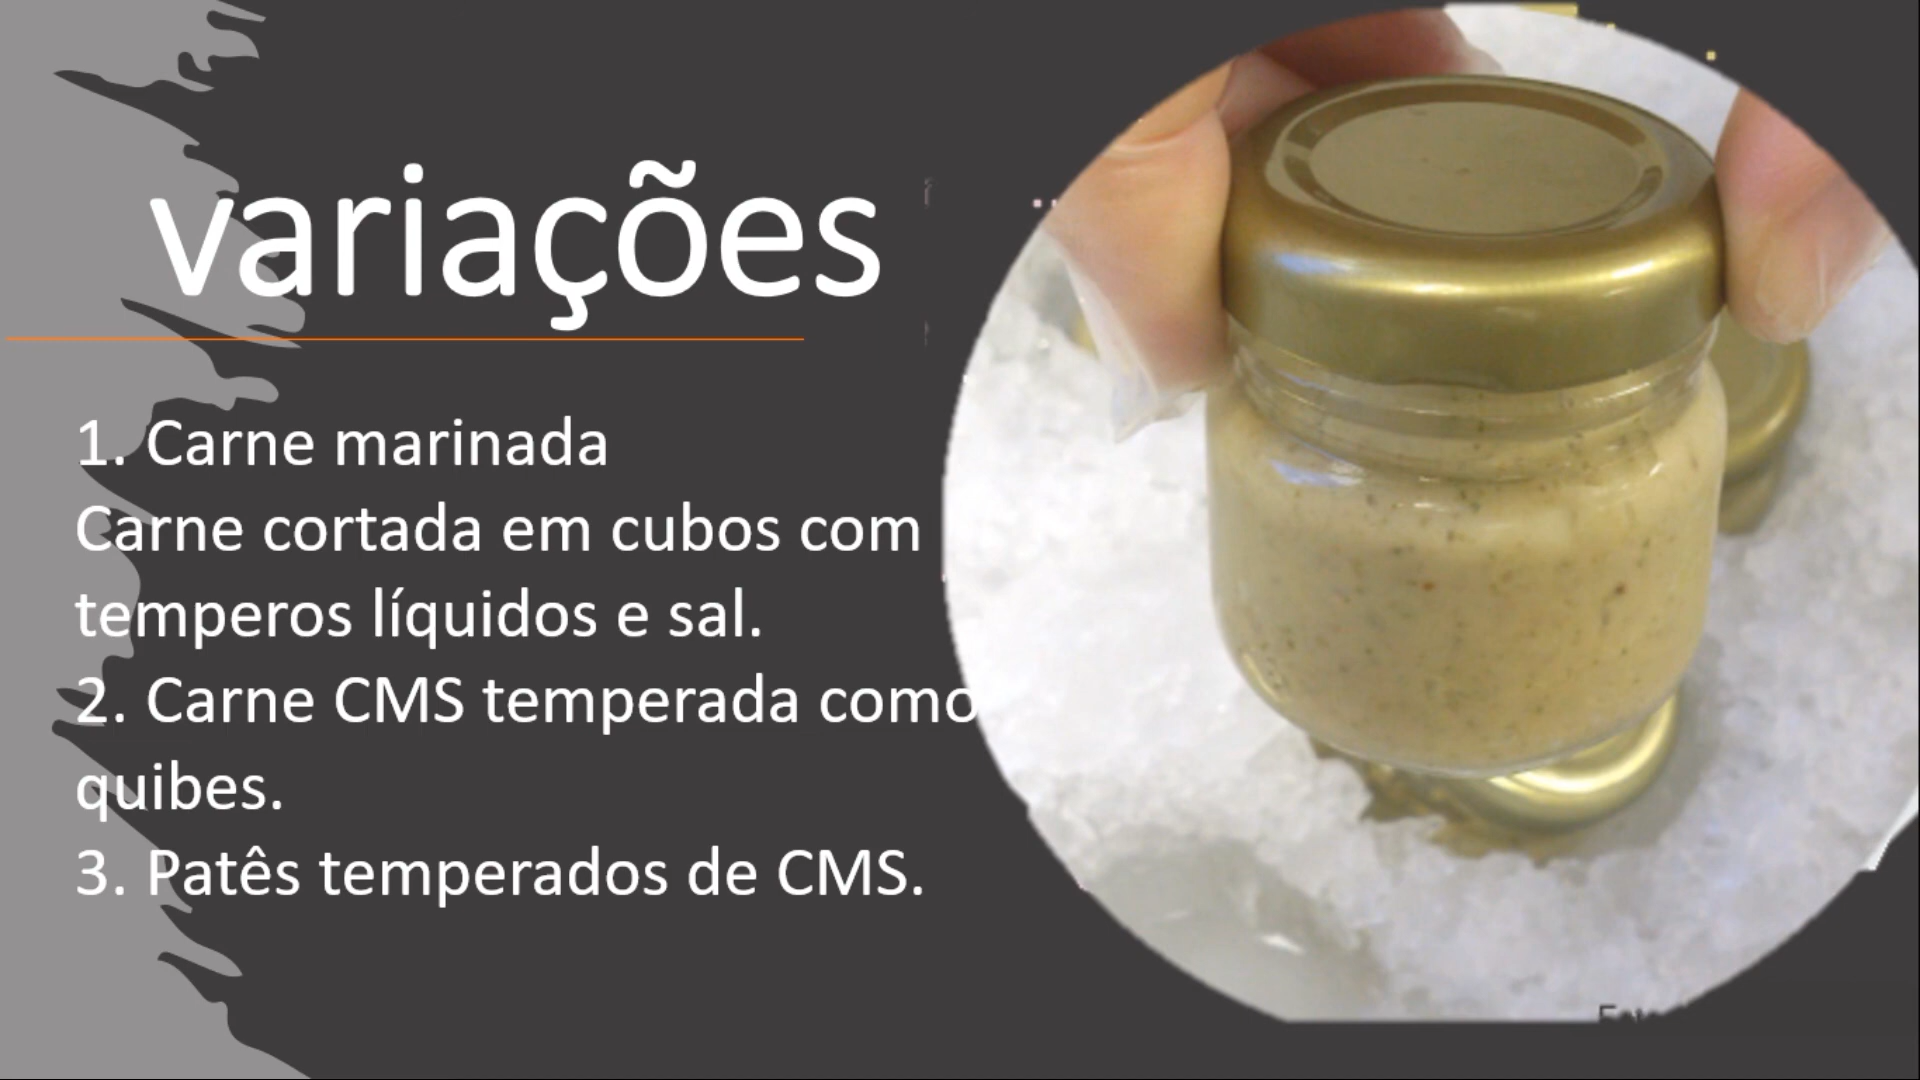 variações
1. Carne marinada
Carne cortada em cubos com
temperos líquidos e sal.
2. Carne CMS temperada como
quibes.
3. Patês temperados de CMS.